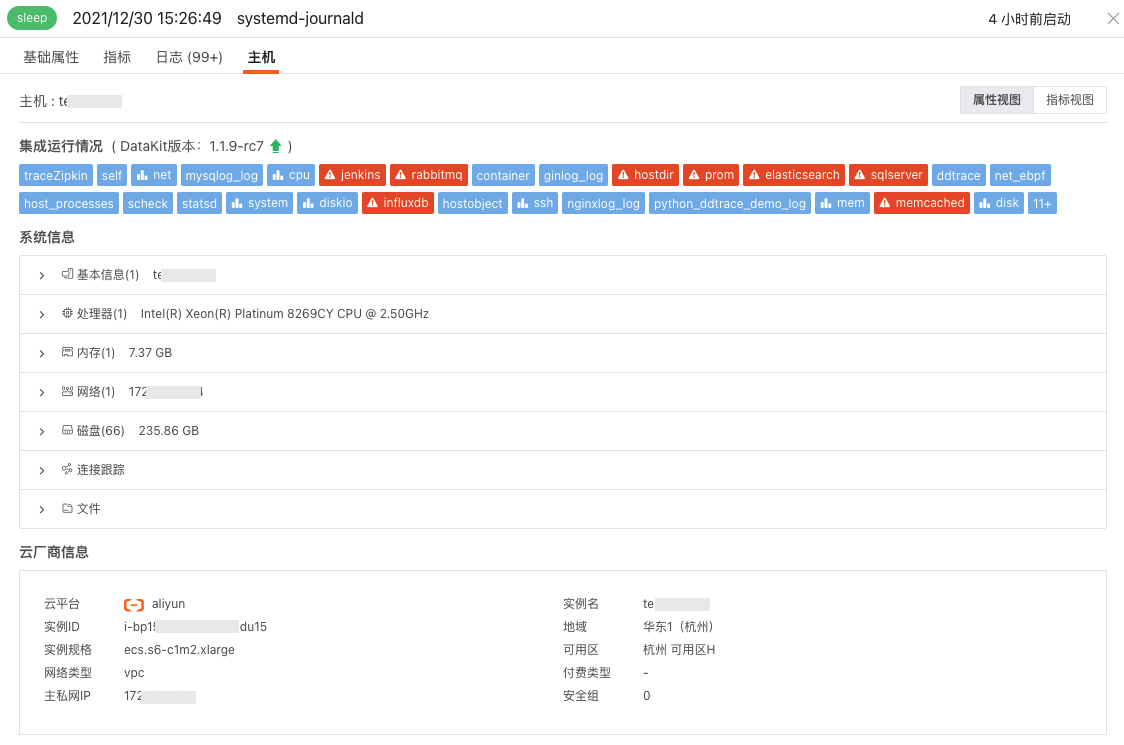 sleep 2021/12/30 15:26:49 systemd-journald 4 小时前启动
基础属性 指标 日志 (99+) 主机
主机 : te 属性视图 指标视图
集成运行情况 ( DataKit版本: 1.1.9-rc7 )
traceZipkin self net mysqlog_log cpu jenkins rabbitmq container ginlog_log hostdir prom elasticsearch sqlserver ddtrace net_ebpf
host_processes scheck statsd system diskio influxdb hostobject ssh nginxlog_log python_ddtrace_demo_log mem memcached disk 11+
系统信息
基本信息(1) te
处理器(1) Intel(R) Xeon(R) Platinum 8269CY CPU @ 2.50GHz
内存(1) 7.37 GB
网络(1) 172 4
磁盘(66) 235.86 GB
连接跟踪
文件
云厂商信息
云平台 aliyun 实例名 te
实例ID i-bp15 du15 地域 华东1（杭州）
实例规格 ecs.s6-c1m2.xlarge 可用区 杭州 可用区H
网络类型 vpc 付费类型 -
主私网IP 172 安全组 0